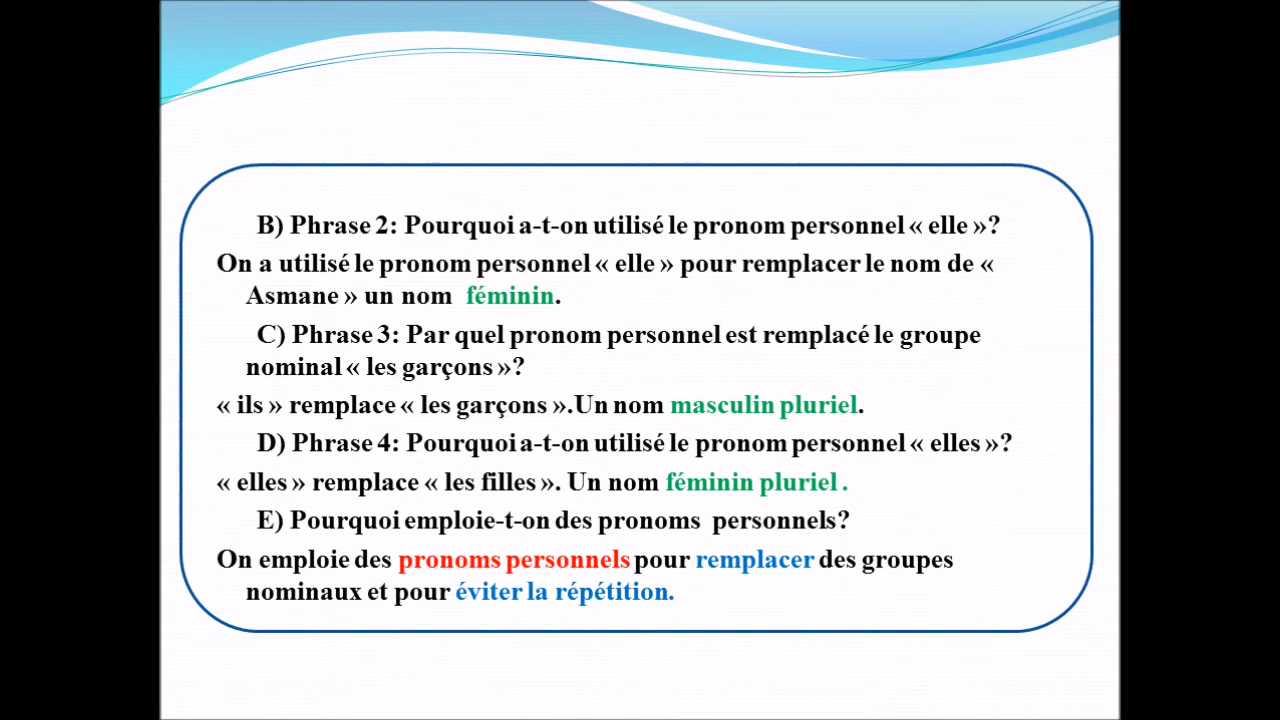 B) Phrase 2: Pourquoi a-t-on utilisé le pronom personnel « elle »?
On a utilisé le pronom personnel « elle » pour remplacer le nom de «
Asmane » un nom féminin.
C) Phrase 3: Par quel pronom personnel est remplacé le groupe
nominal « les garçons »?
« ils » remplace « les garçons ».Un nom masculin pluriel.
D) Phrase 4: Pourquoi a-t-on utilisé le pronom personnel « elles »?
« elles » remplace « les filles ». Un nom féminin pluriel .
E) Pourquoi emploie-t-on des pronoms personnels?
On emploie des pronoms personnels pour remplacer des groupes
nominaux et pour éviter la répétition.